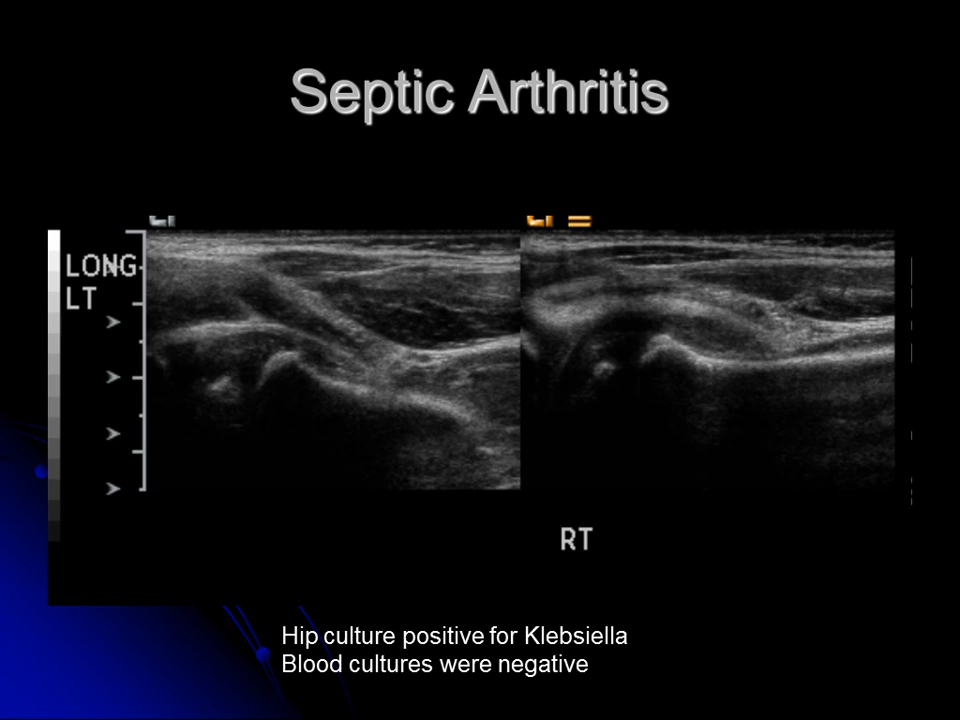 Septic Arthritis
LONG
LT
RT
Hip culture positive for Klebsiella
Blood cultures were negative